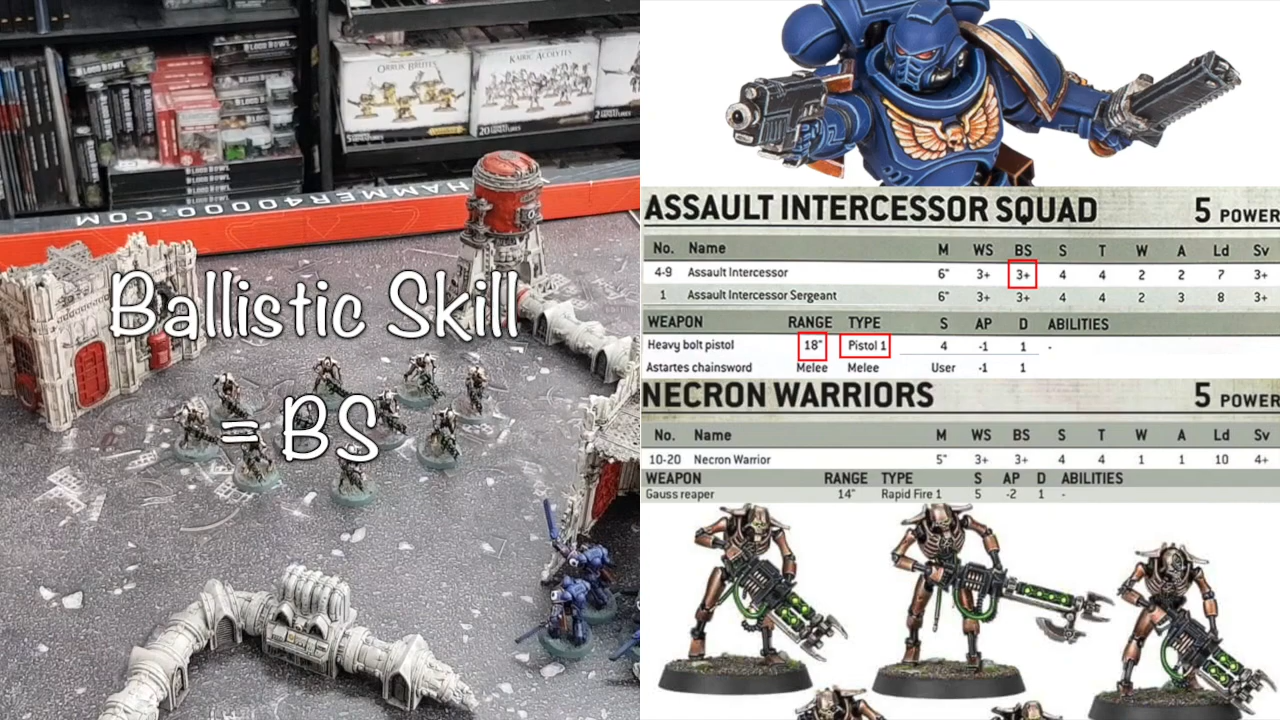 ORRUK BRUTES
KAIRIC ACOLYTES
20
HAMMER40000.COM
Ballistic Skill
= BS
ASSAULT INTERCESSOR SQUAD 5 POWER
No. Name M WS BS S T W A Ld Sv
4-9 Assault Intercessor 6" 3+ 3+ 4 4 2 2 7 3+
1 Assault Intercessor Sergeant 6" 3+ 3+ 4 4 2 3 8 3+
WEAPON RANGE TYPE S AP D ABILITIES
Heavy bolt pistol 18" Pistol 1 4 -1 1 -
Astartes chainsword Melee Melee User -1 1
NECRON WARRIORS 5 POWER
No. Name M WS BS S T W A Ld Sv
10-20 Necron Warrior 5" 3+ 3+ 4 4 1 1 10 4+
WEAPON RANGE TYPE S AP D ABILITIES
Gauss reaper 14" Rapid Fire 1 5 -2 1 -